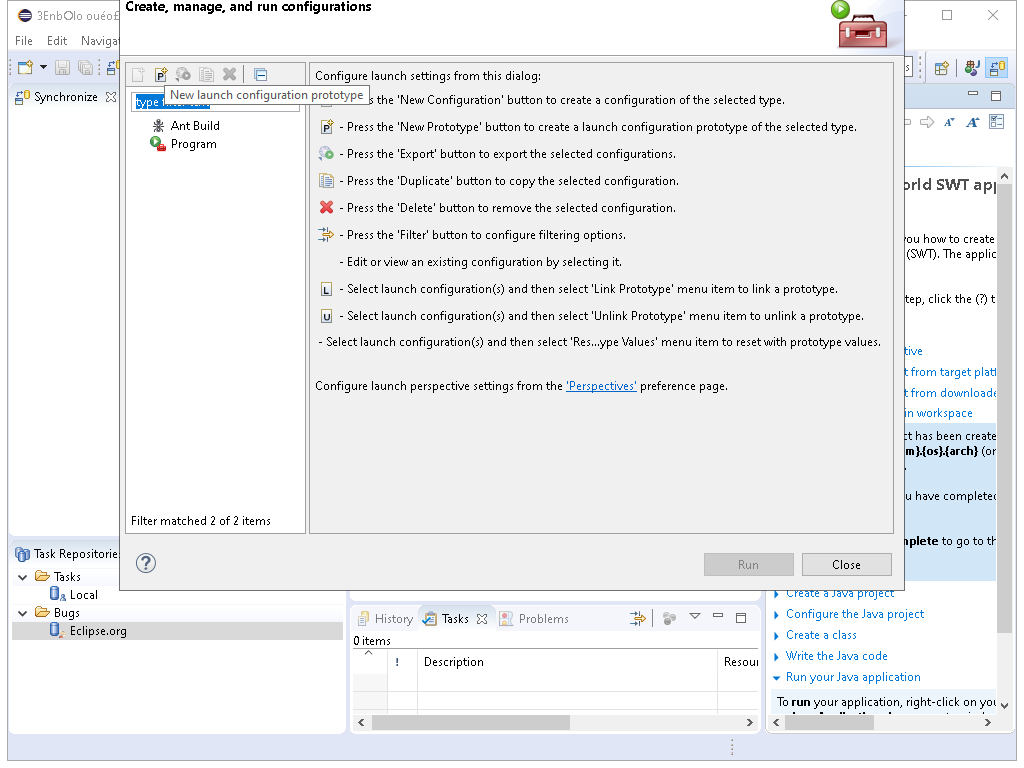 Create, manage, and run configurations
File Edit
Synchronize
New launch configuration prototype
Ant Build
Program
Filter matched 2 of 2 items
Configure launch settings from this dialog:
the 'New Configuration' button to create a configuration of the selected type.
- Press the 'New Prototype' button to create a launch configuration prototype of the selected type.
- Press the 'Export' button to export the selected configurations.
- Press the 'Duplicate' button to copy the selected configuration.
- Press the 'Delete' button to remove the selected configuration.
- Press the 'Filter' button to configure filtering options.
- Edit or view an existing configuration by selecting it.
L - Select launch configuration(s) and then select 'Link Prototype' menu item to link a prototype.
U - Select launch configuration(s) and then select 'Unlink Prototype' menu item to unlink a prototype.
- Select launch configuration(s) and then select 'Res...ype Values' menu item to reset with prototype values.
Configure launch perspective settings from the 'Perspectives' preference page.
? Run Close
orld SWT app
ou how to create
(SWT). The applic
tep, click the (?) t
tive
t from target platf
t from downloade
in workspace
ct has been create
m}.{os}.{arch} (or
u have completed
mplete to go to th
Create a Java project
Configure the Java project
Create a class
Write the Java code
Run your Java application
To run your application, right-click on you
Task Repositorie
Tasks
Local
Bugs
Eclipse.org
History Tasks Problems
0 items
! Description Resour